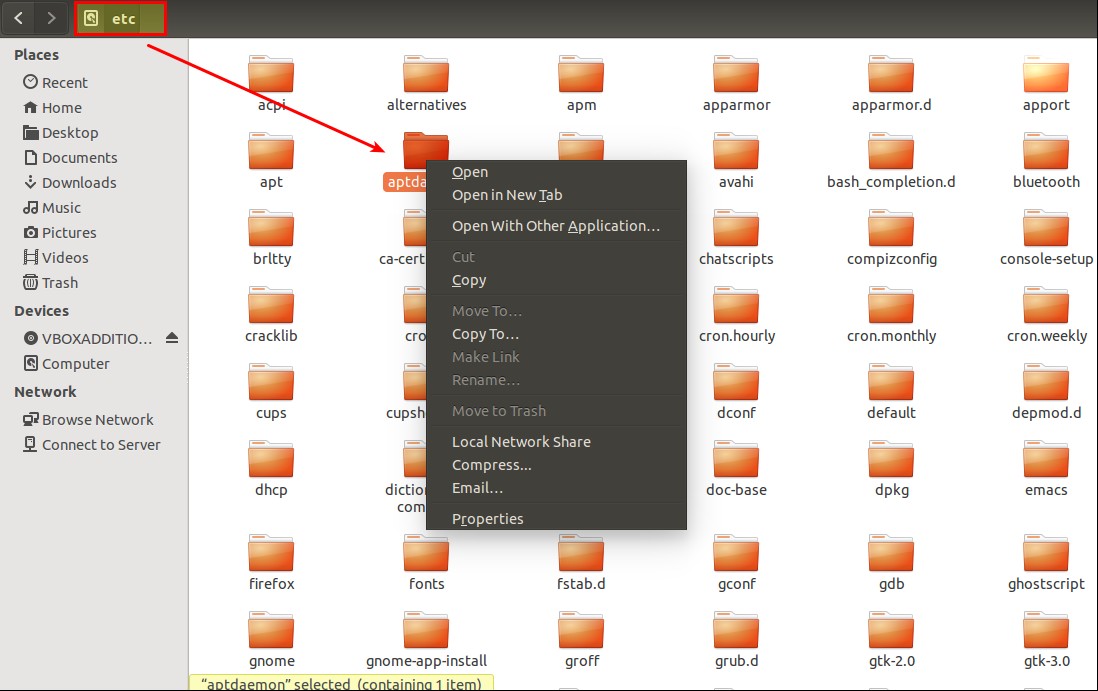 etc
Places
Recent
Home
Desktop
Documents
Downloads
Music
Pictures
Videos
Trash
Devices
VBOXADDITIO...
Computer
Network
Browse Network
Connect to Server
acpi
alternatives
apm
apparmor
apparmor.d
apport
apt
aptda
avahi
bash_completion.d
bluetooth
brltty
ca-cert
chatscripts
compizconfig
console-setup
cracklib
cro
cron.hourly
cron.monthly
cron.weekly
cups
cupshe
dconf
default
depmod.d
dhcp
diction
com
doc-base
dpkg
emacs
firefox
fonts
fstab.d
gconf
gdb
ghostscript
gnome
gnome-app-install
groff
grub.d
gtk-2.0
gtk-3.0
Open
Open in New Tab
Open With Other Application...
Cut
Copy
Move To...
Copy To...
Make Link
Rename...
Move to Trash
Local Network Share
Compress...
Email...
Properties
“aptdaemon” selected (containing 1 item)